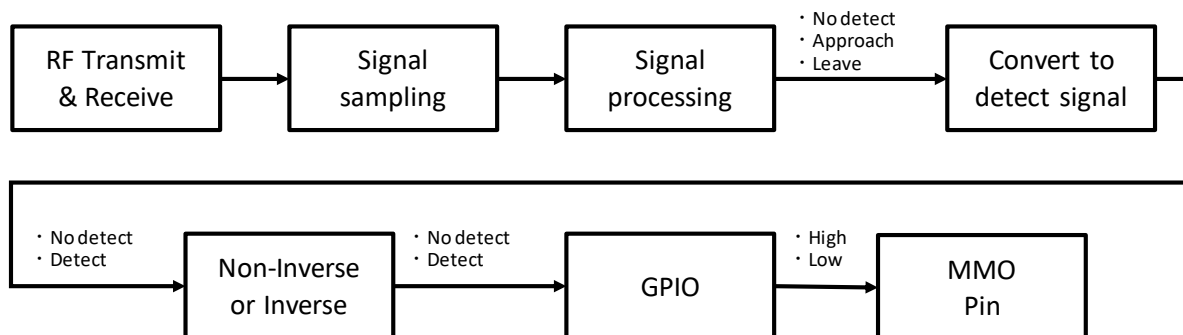 RF Transmit
& Receive
Signal
sampling
Signal
processing
・No detect
・Approach
・Leave
Convert to
detect signal
・No detect
・Detect
Non-Inverse
or Inverse
・No detect
・Detect
GPIO
・High
・Low
MMO
Pin